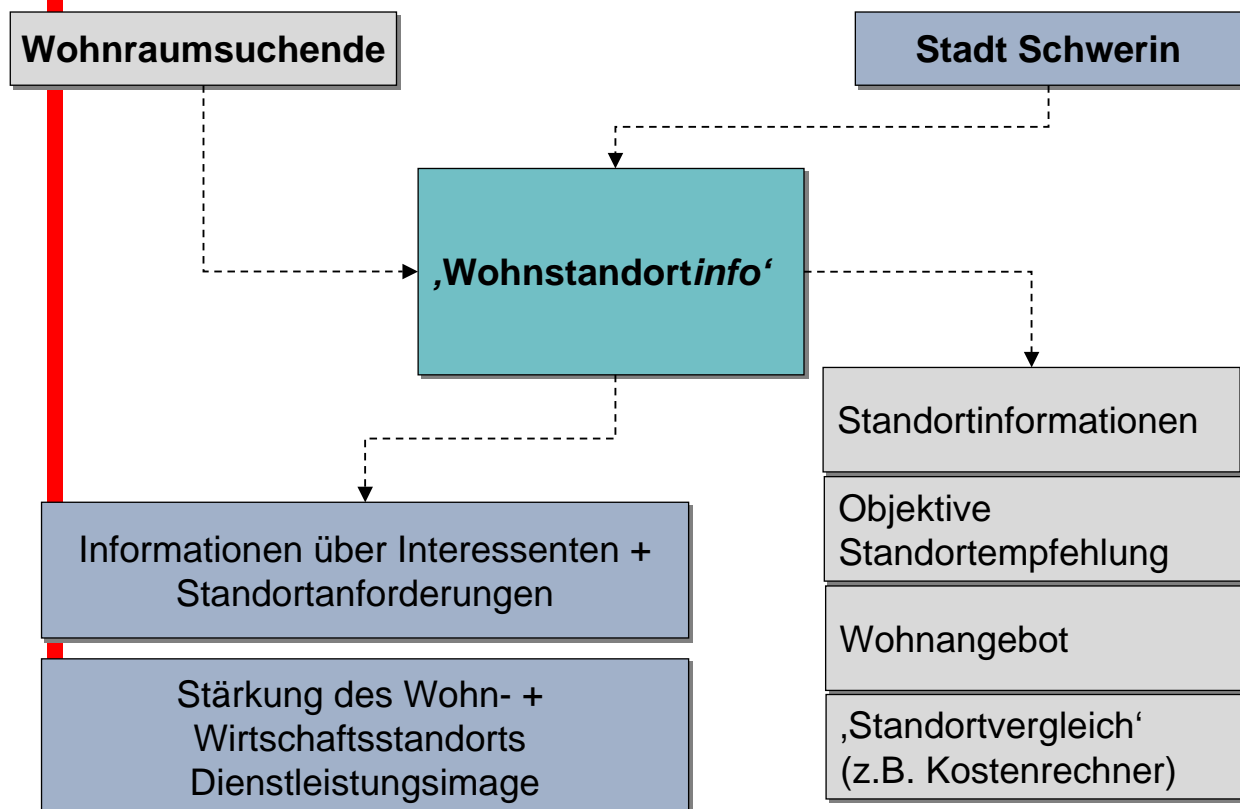 Wohnraumsuchende
Stadt Schwerin
‚Wohnstandortinfo‘
Standortinformationen
Objektive
Standortempfehlung
Wohnangebot
‚Standortvergleich‘
(z.B. Kostenrechner)
Informationen über Interessenten +
Standortanforderungen
Stärkung des Wohn- +
Wirtschaftsstandorts
Dienstleistungsimage